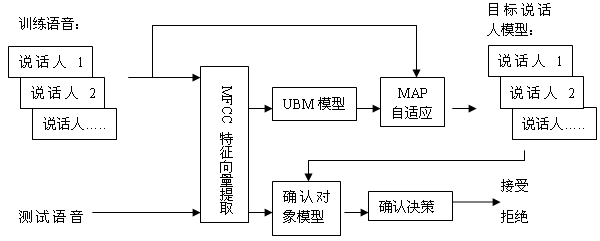 训练语音：
说话人 1
说话人 2
说话人.....
MFCC 特征向量提取
UBM 模型
MAP
自适应
目标说话
人模型：
说话人 1
说话人 2
说话人.....
测试语音
确认对
象模型
确认决策
接受
拒绝